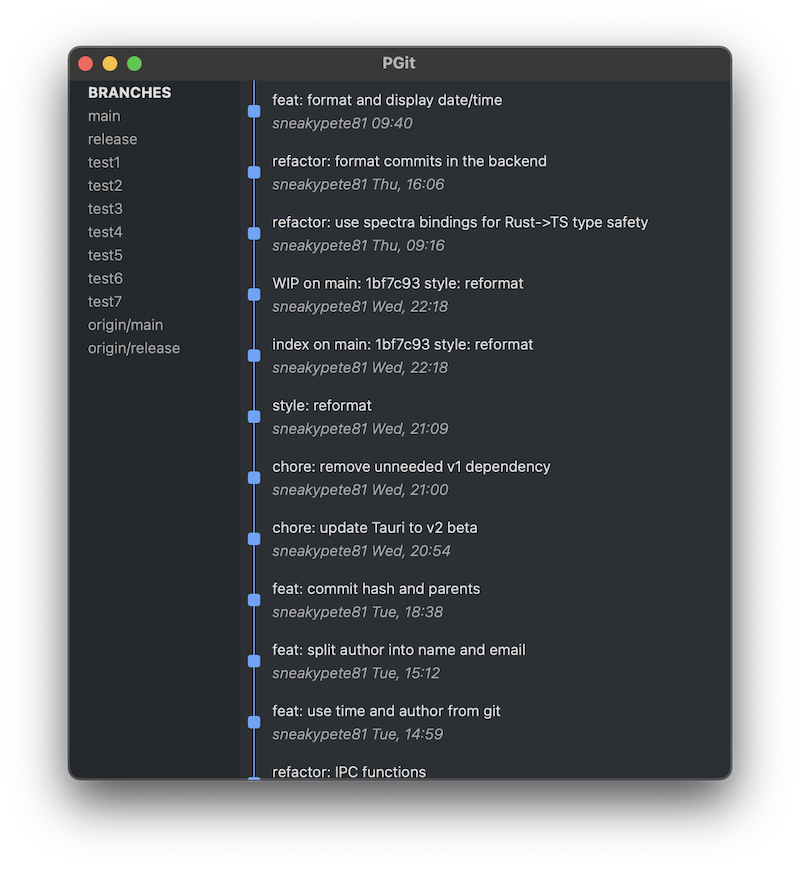 PGit
BRANCHES
main
release
test1
test2
test3
test4
test5
test6
test7
origin/main
origin/release
feat: format and display date/time
sneakypete81 09:40
refactor: format commits in the backend
sneakypete81 Thu, 16:06
refactor: use spectra bindings for Rust->TS type safety
sneakypete81 Thu, 09:16
WIP on main: 1bf7c93 style: reformat
sneakypete81 Wed, 22:18
index on main: 1bf7c93 style: reformat
sneakypete81 Wed, 22:18
style: reformat
sneakypete81 Wed, 21:09
chore: remove unneeded v1 dependency
sneakypete81 Wed, 21:00
chore: update Tauri to v2 beta
sneakypete81 Wed, 20:54
feat: commit hash and parents
sneakypete81 Tue, 18:38
feat: split author into name and email
sneakypete81 Tue, 15:12
feat: use time and author from git
sneakypete81 Tue, 14:59
refactor: IPC functions